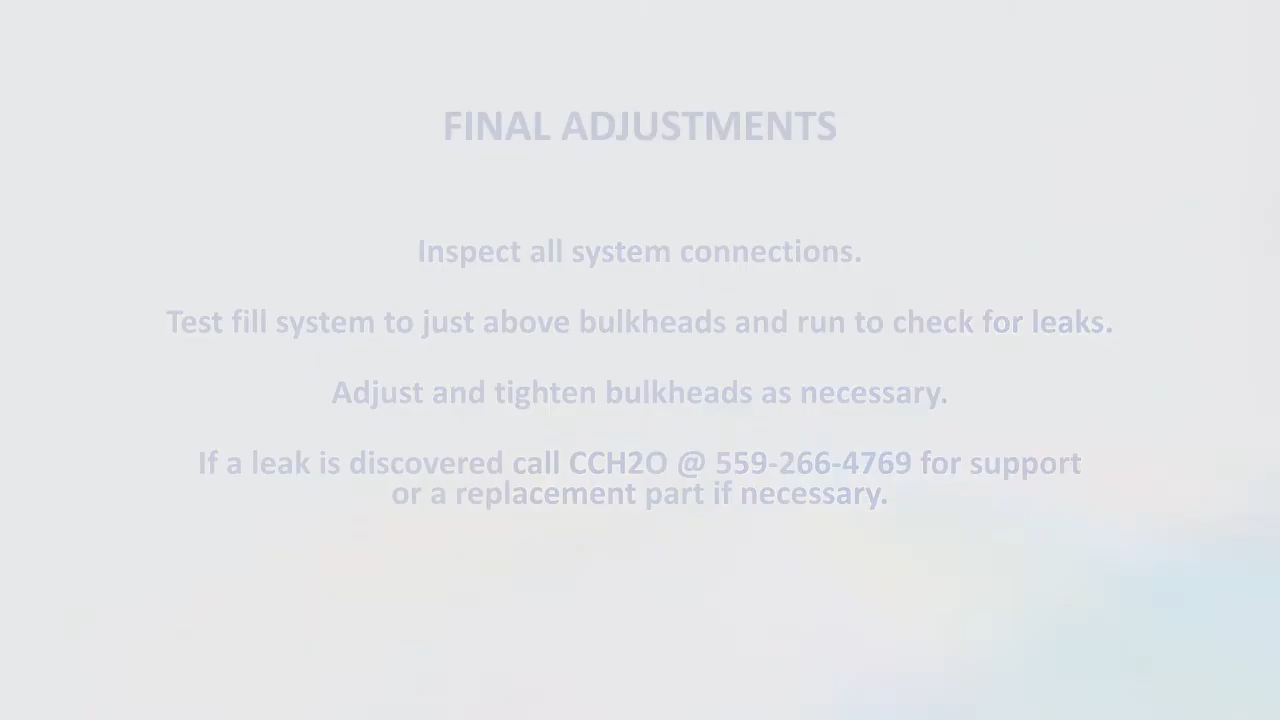 FINAL ADJUSTMENTS
Inspect all system connections.
Test fill system to just above bulkheads and run to check for leaks.
Adjust and tighten bulkheads as necessary.
If a leak is discovered call CCH2O @ 559-266-4769 for support
or a replacement part if necessary.